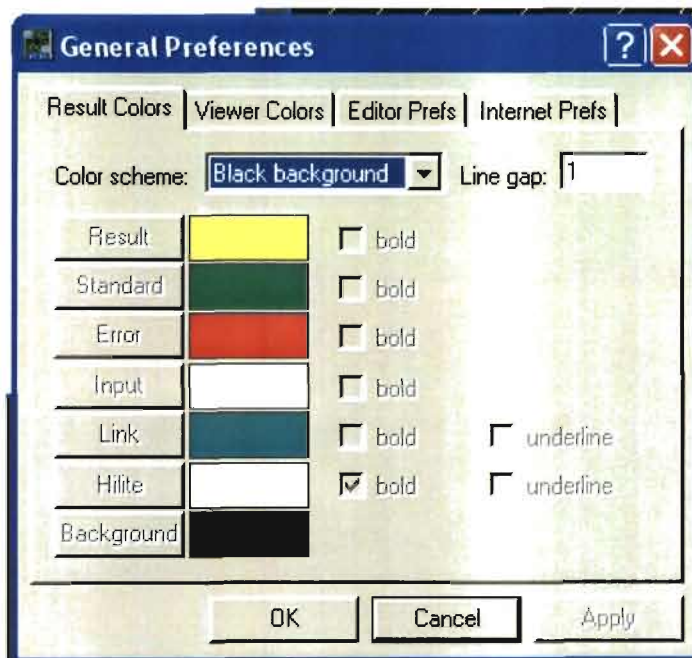 General Preferences
Result Colors Viewer Colors Editor Prefs Internet Prefs
Color scheme: Black background Line gap: 1
Result bold
Standard bold
Error bold
Input bold
Link bold underline
Hilite bold underline
Background
OK Cancel Apply